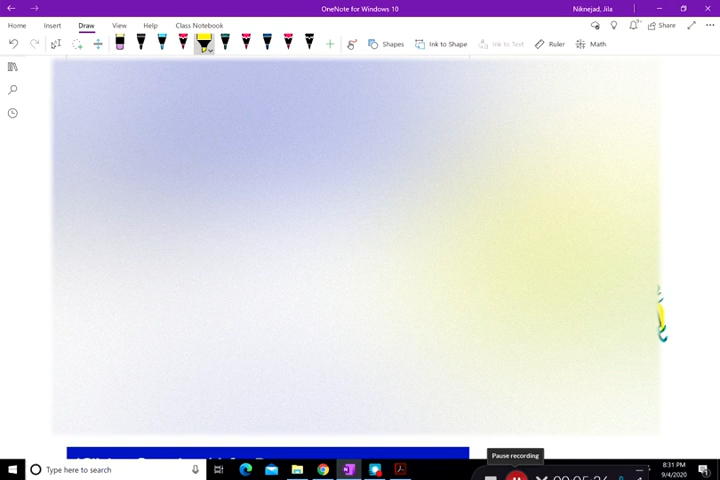 OneNote for Windows 10
Niknejad, Jila
Home Insert Draw View Help Class Notebook
Share
Shapes Ink to Shape Ink to Text Ruler Math
Pause recording
Type here to search
8:31 PM
9/4/2020